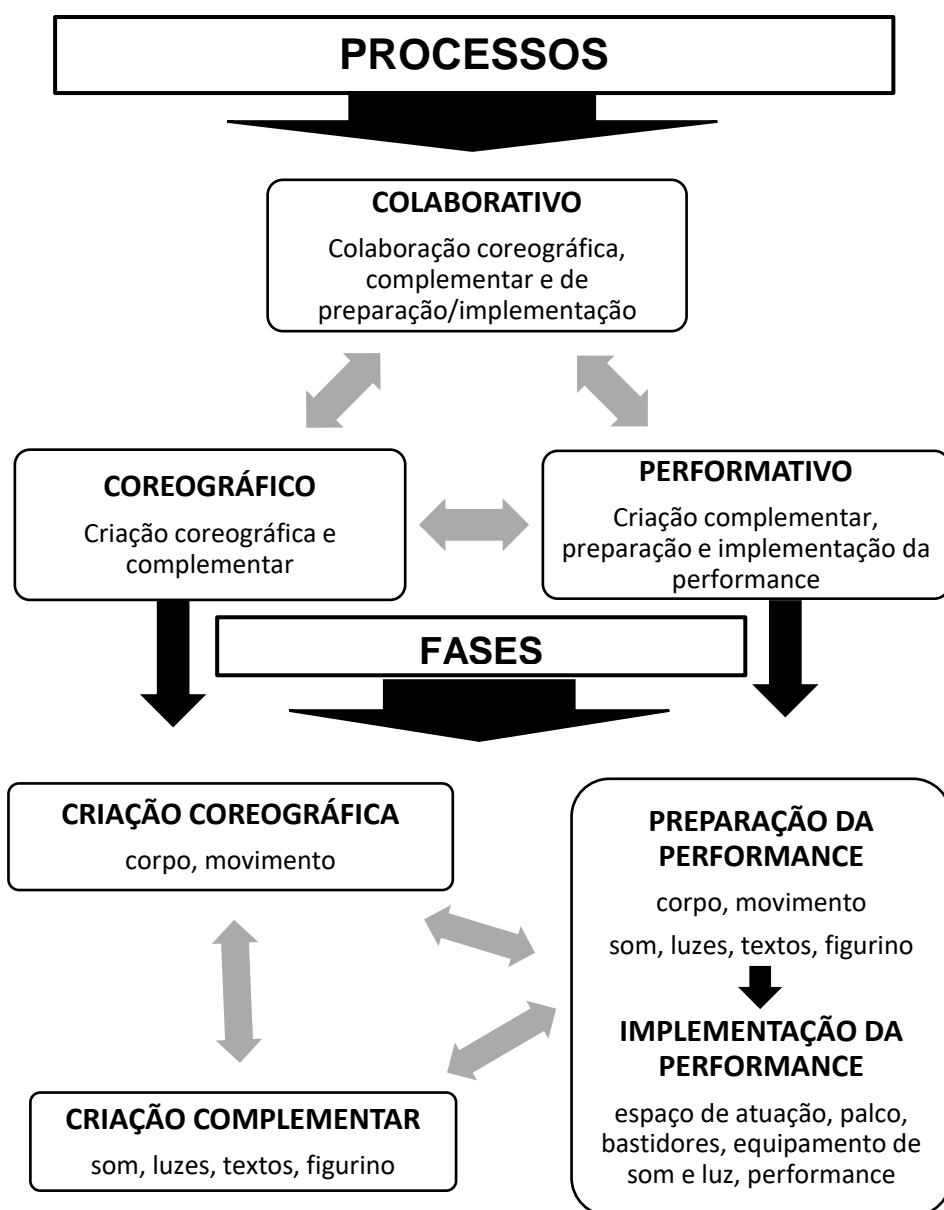 PROCESSOS
COLABORATIVO
Colaboração coreográfica,
complementar e de
preparação/implementação
COREOGRÁFICO
Criação coreográfica e
complementar
PERFORMATIVO
Criação complementar,
preparação e implementação da
performance
FASES
CRIAÇÃO COREOGRÁFICA
corpo, movimento
PREPARAÇÃO DA
PERFORMANCE
corpo, movimento
som, luzes, textos, figurino
IMPLEMENTAÇÃO DA
PERFORMANCE
espaço de atuação, palco,
bastidores, equipamento de
som e luz, performance
CRIAÇÃO COMPLEMENTAR
som, luzes, textos, figurino